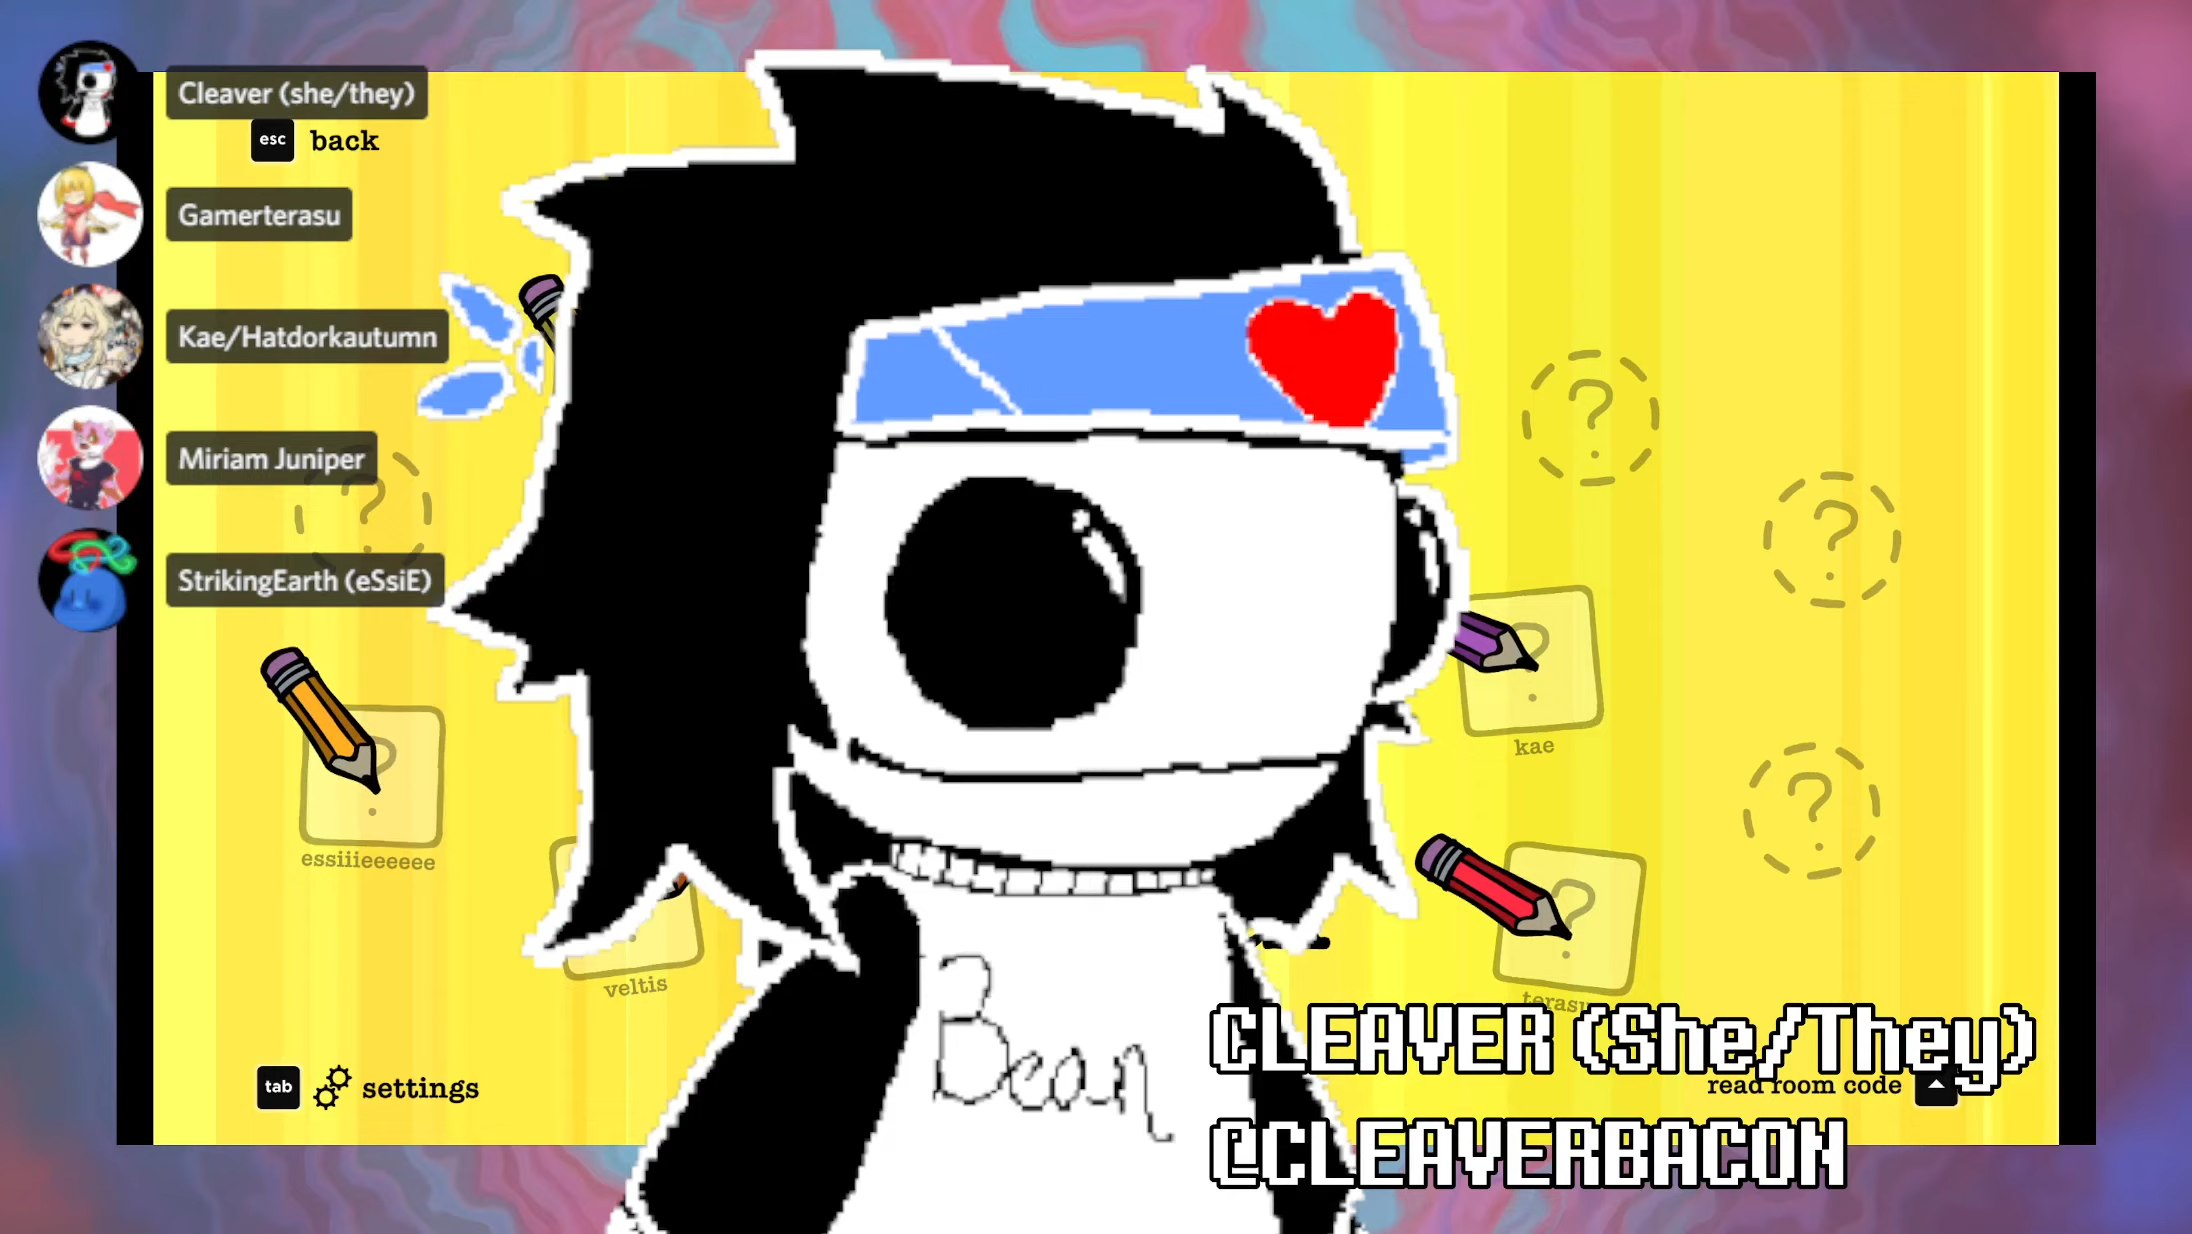 Cleaver (she/they)
esc back
Gamerterasu
Kae/Hatdorkautumn
Miriam Juniper
StrikingEarth (eSsiE)
?
?
?
?
kae
?
?
essiiieeeeee
?
?
veltis
Bean
CLEAVER (She/They)
tab settings
read room code
@CLEAVERBACON